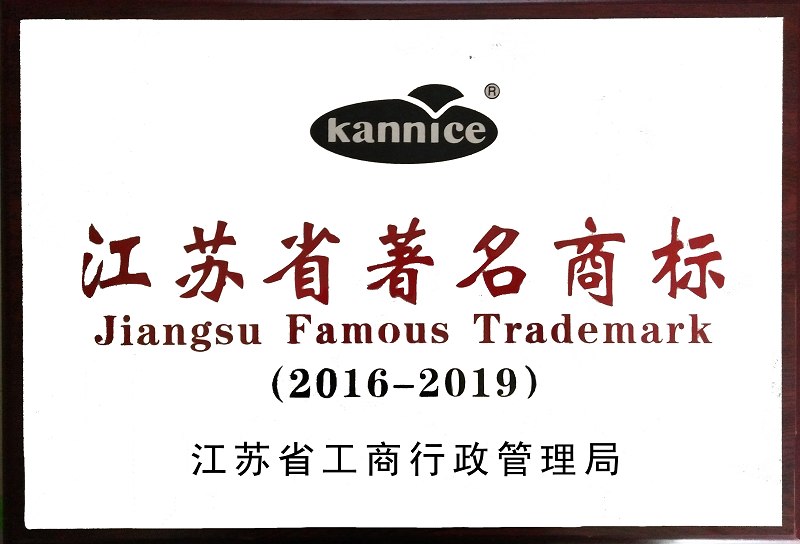 kannice ®
江苏省著名商标
Jiangsu Famous Trademark
(2016-2019)
江苏省工商行政管理局